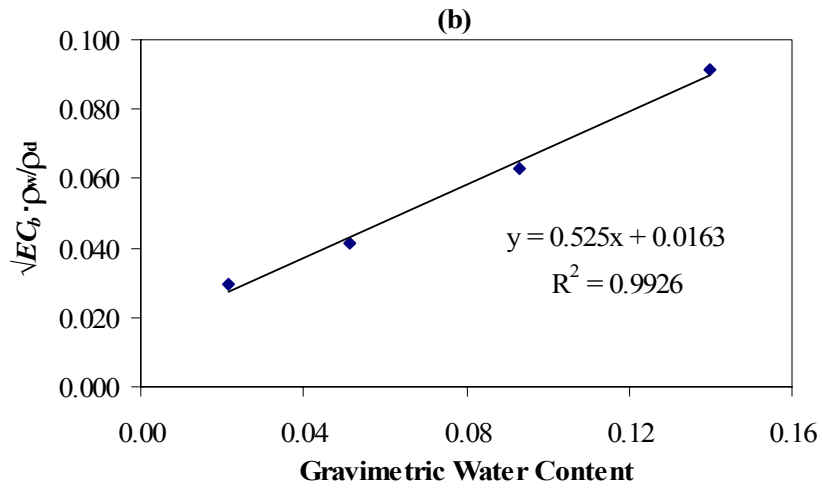 (b)
0.100
0.080
0.060
0.040
0.020
0.000
√EC_b·ρw/ρd
y = 0.525x + 0.0163
R² = 0.9926
0.00 0.04 0.08 0.12 0.16
Gravimetric Water Content